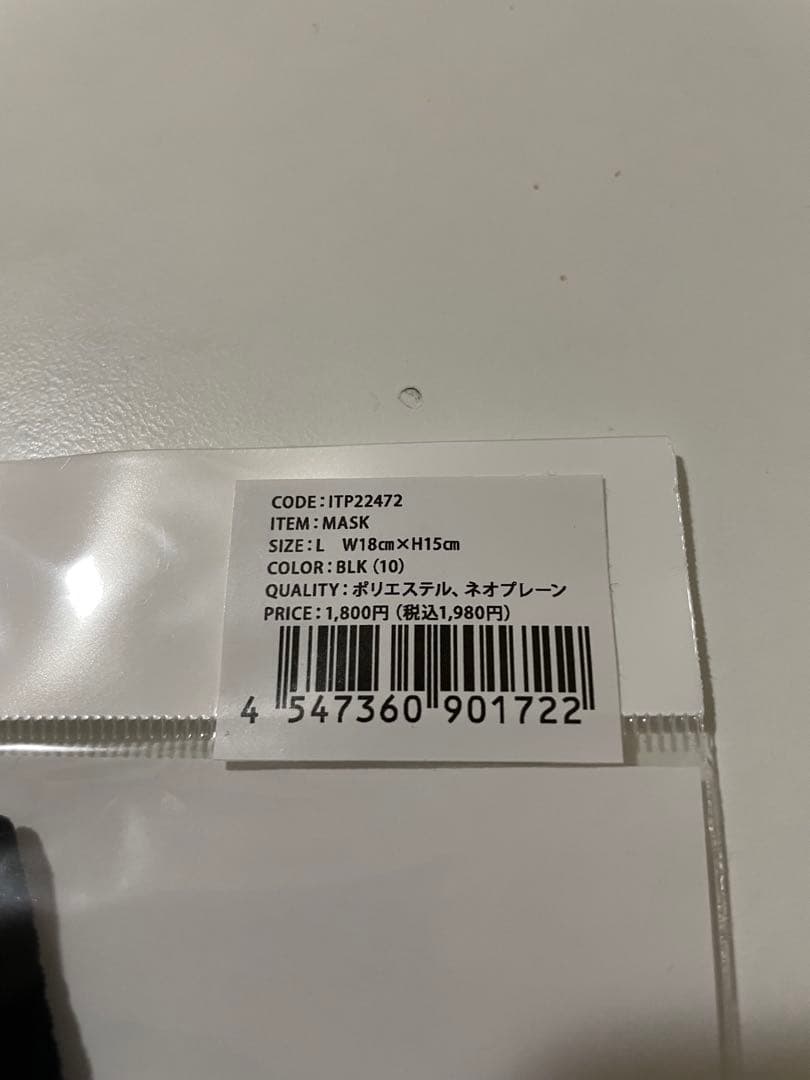 CODE：ITP22472
ITEM：MASK
SIZE：L　W18㎝×H15㎝
COLOR：BLK（10）
QUALITY：ポリエステル、ネオプレーン
PRICE：1,800円（税込1,980円）
4 547360 901722